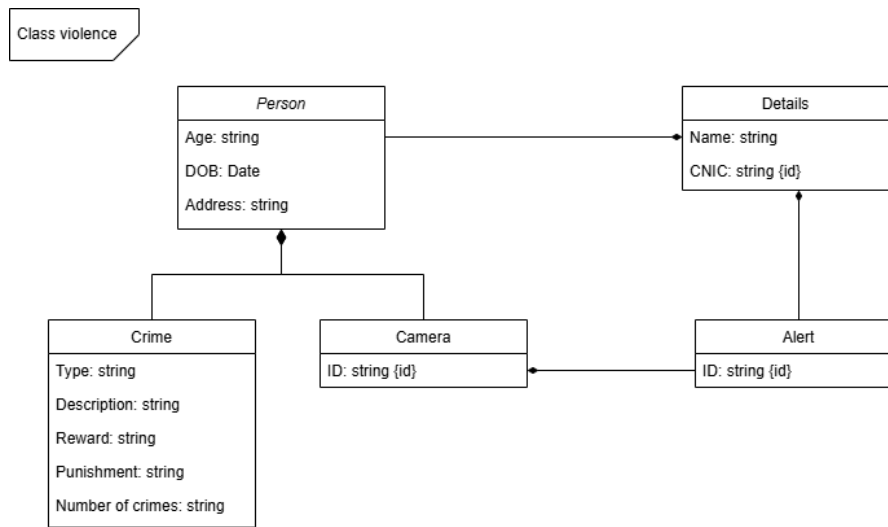 Class violence
Person
Age: string
DOB: Date
Address: string
Details
Name: string
CNIC: string {id}
Crime
Type: string
Description: string
Reward: string
Punishment: string
Number of crimes: string
Camera
ID: string {id}
Alert
ID: string {id}